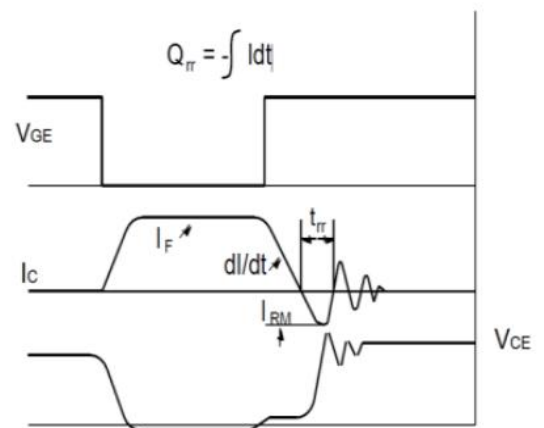 Qrr = -∫ Idt
VGE
trr
IF
dI/dt
IC
IRM
VCE